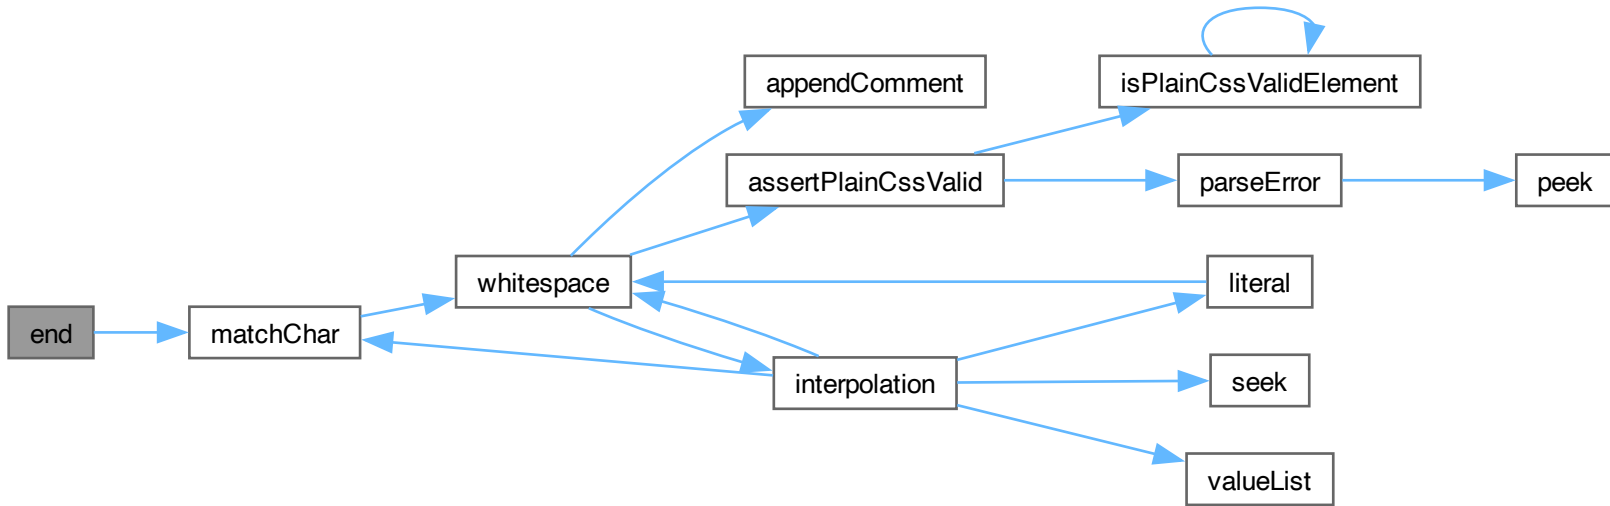 appendComment
isPlainCssValidElement
assertPlainCssValid
parseError
peek
whitespace
literal
end
matchChar
interpolation
seek
valueList